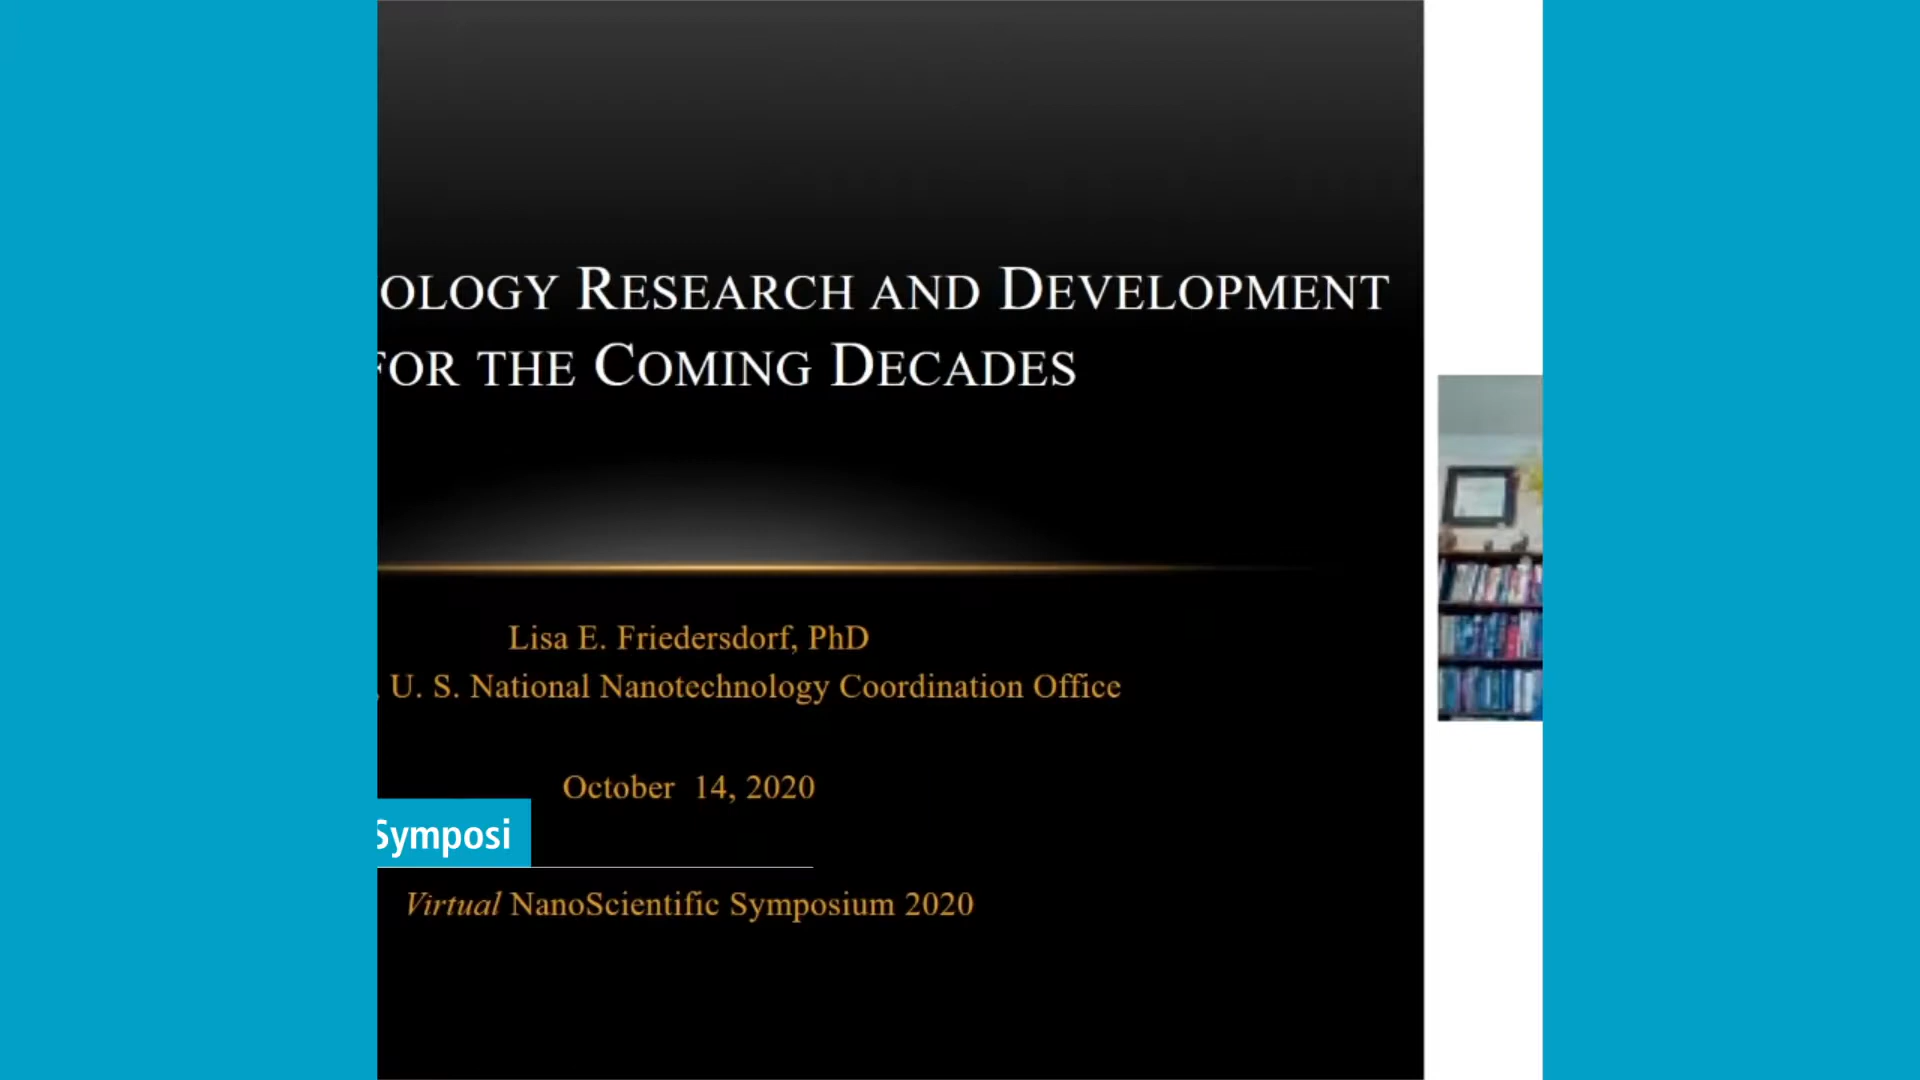 OLOGY RESEARCH AND DEVELOPMENT
FOR THE COMING DECADES
Lisa E. Friedersdorf, PhD
, U. S. National Nanotechnology Coordination Office
October 14, 2020
Symposi
Virtual NanoScientific Symposium 2020